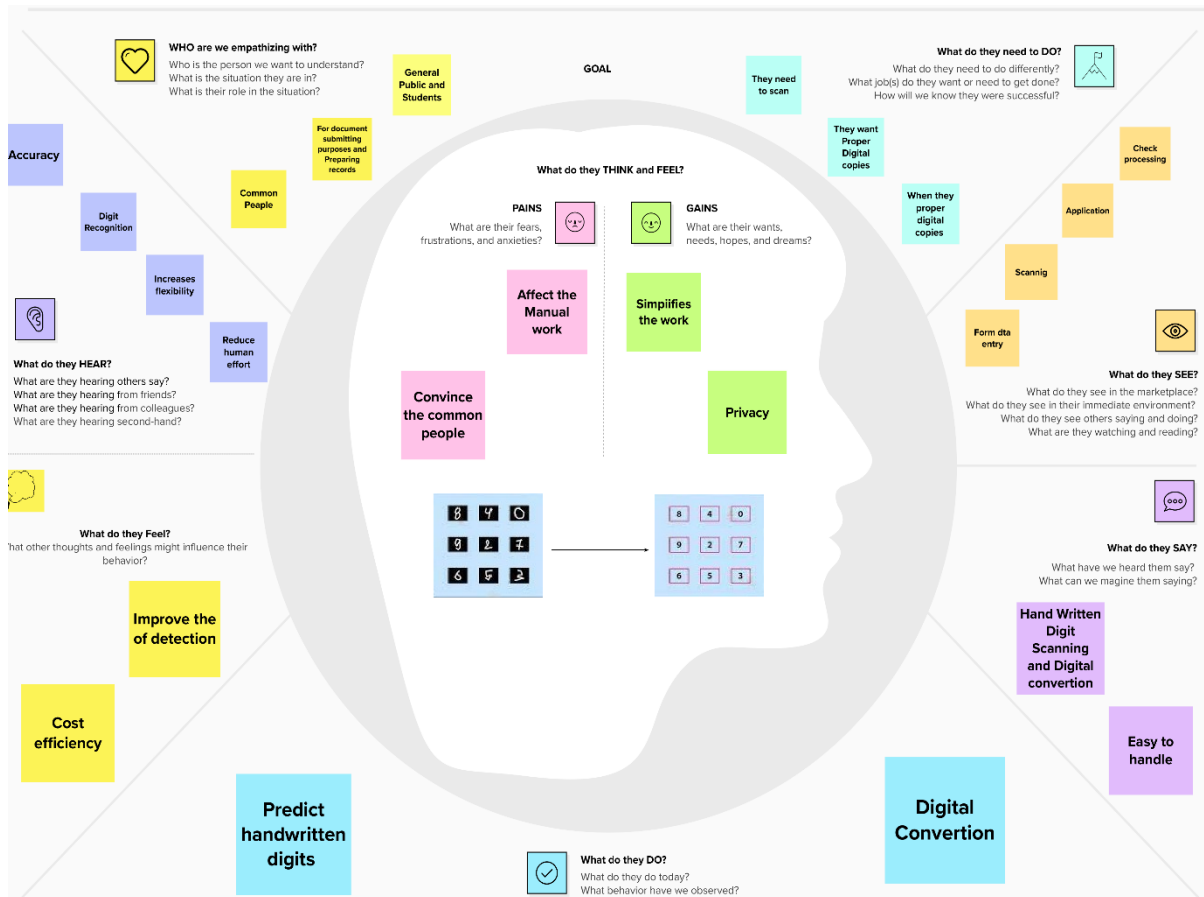 WHO are we empathizing with?
Who is the person we want to understand?
What is the situation they are in?
What is their role in the situation?
General
Public and
Students
For document
submitting
purposes and
Preparing
records
Common
Peaple
GOAL
They need
to scan
They want
Proper
Digital
copies
When they
proper
digital
copies
What do they need to DO?
What do they need to do differently?
What job(s) do they want or need to get done?
How will we know they were successful?
Accuracy
Digit
Recognition
Increases
flexibility
Reduce
human
effort
What do they HEAR?
What are they hearing others say?
What are they hearing from friends?
What are they hearing from colleagues?
What are they hearing second-hand?
What do they THINK and FEEL?
PAINS
What are their fears,
frustrations, and anxieties?
GAINS
What are their wants,
needs, hopes, and dreams?
Affect the
Manual
work
Convince
the common
people
Simpiifies
the work
Privacy
8 4 0
9 2 7
6 5 3
8 4 0
9 2 7
6 5 3
Check
processing
Application
Scannig
Form dta
entry
What do they SEE?
What do they see in the marketplace?
What do they see in their immediate environment?
What do they see others saying and doing?
What are they watching and reading?
What do they Feel?
hat other thoughts and feelings might influence their
behavior?
Improve the
of detection
Cost
efficiency
What do they SAY?
What have we heard them say?
What can we magine them saying?
Hand Written
Digit
Scanning
and Digital
convertion
Easy to
handle
Predict
handwritten
digits
What do they DO?
What do they do today?
What behavior have we observed?
Digital
Convertion